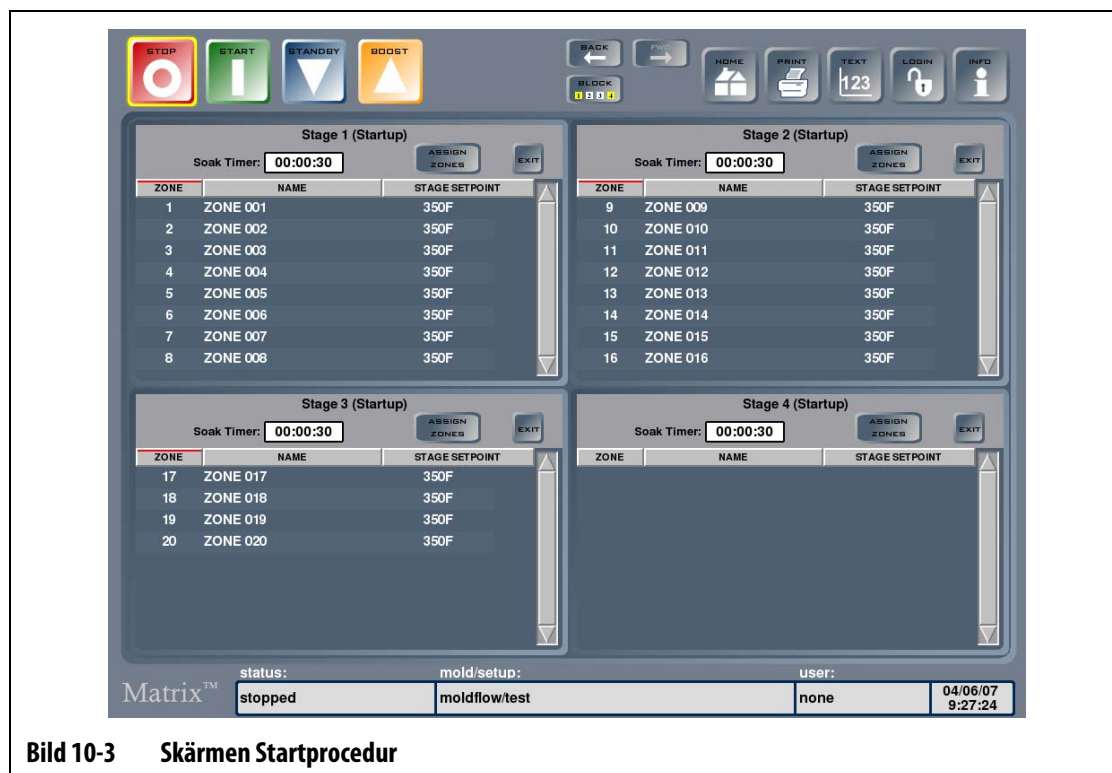 STOP START STANDBY BOOST BACK FWD HOME PRINT TEXT LOGIN INFO
BLOCK 123
1 2 3 4
Stage 1 (Startup)
Soak Timer: 00:00:30 ASSIGN ZONES EXIT
ZONE NAME STAGE SETPOINT
1 ZONE 001 350F
2 ZONE 002 350F
3 ZONE 003 350F
4 ZONE 004 350F
5 ZONE 005 350F
6 ZONE 006 350F
7 ZONE 007 350F
8 ZONE 008 350F
Stage 2 (Startup)
Soak Timer: 00:00:30 ASSIGN ZONES EXIT
ZONE NAME STAGE SETPOINT
9 ZONE 009 350F
10 ZONE 010 350F
11 ZONE 011 350F
12 ZONE 012 350F
13 ZONE 013 350F
14 ZONE 014 350F
15 ZONE 015 350F
16 ZONE 016 350F
Stage 3 (Startup)
Soak Timer: 00:00:30 ASSIGN ZONES EXIT
ZONE NAME STAGE SETPOINT
17 ZONE 017 350F
18 ZONE 018 350F
19 ZONE 019 350F
20 ZONE 020 350F
Stage 4 (Startup)
Soak Timer: 00:00:30 ASSIGN ZONES EXIT
ZONE NAME STAGE SETPOINT
status: mold/setup: user:
Matrix™ stopped moldflow/test none 04/06/07
9:27:24
Bild 10-3 Skärmen Startprocedur